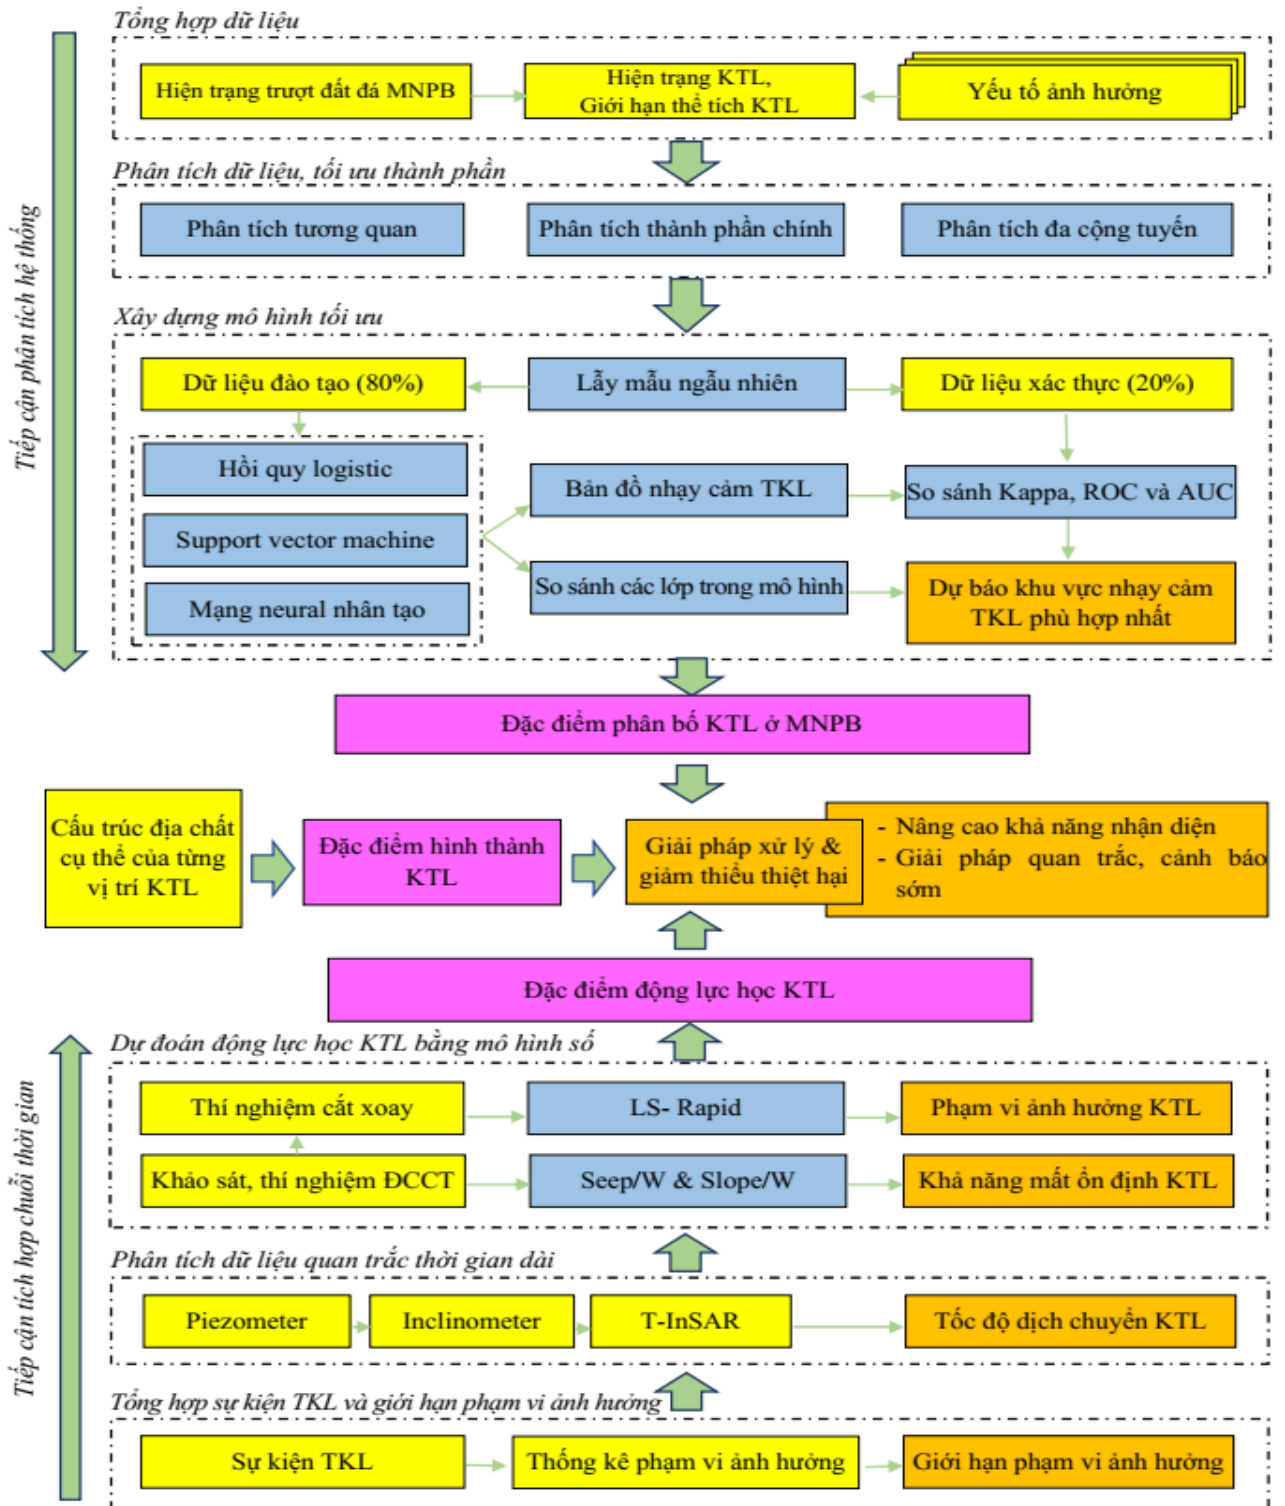 Tổng hợp dữ liệu
Hiện trạng trượt đất đá MNPB
Hiện trạng KTL,
Giới hạn thể tích KTL
Yếu tố ảnh hưởng
Phân tích dữ liệu, tối ưu thành phần
Phân tích tương quan
Phân tích thành phần chính
Phân tích đa cộng tuyến
Tiếp cận phân tích hệ thống
Xây dựng mô hình tối ưu
Dữ liệu đào tạo (80%)
Lẫy mẫu ngẫu nhiên
Dữ liệu xác thực (20%)
Hồi quy logistic
Support vector machine
Mạng neural nhân tạo
Bản đồ nhạy cảm TKL
So sánh Kappa, ROC và AUC
So sánh các lớp trong mô hình
Dự báo khu vực nhạy cảm
TKL phù hợp nhất
Đặc điểm phân bố KTL ở MNPB
Cấu trúc địa chất
cụ thể của từng
vị trí KTL
Đặc điểm hình thành
KTL
Giải pháp xử lý &
giảm thiểu thiệt hại
- Nâng cao khả năng nhận diện
- Giải pháp quan trắc, cảnh báo
sớm
Đặc điểm động lực học KTL
Dự đoán động lực học KTL bằng mô hình số
Thí nghiệm cắt xoay
LS- Rapid
Phạm vi ảnh hưởng KTL
Khảo sát, thí nghiệm ĐCCT
Seep/W & Slope/W
Khả năng mất ổn định KTL
Tiếp cận tích hợp chuỗi thời gian
Phân tích dữ liệu quan trắc thời gian dài
Piezometer
Inclinometer
T-InSAR
Tốc độ dịch chuyển KTL
Tổng hợp sự kiện TKL và giới hạn phạm vi ảnh hưởng
Sự kiện TKL
Thống kê phạm vi ảnh hưởng
Giới hạn phạm vi ảnh hưởng